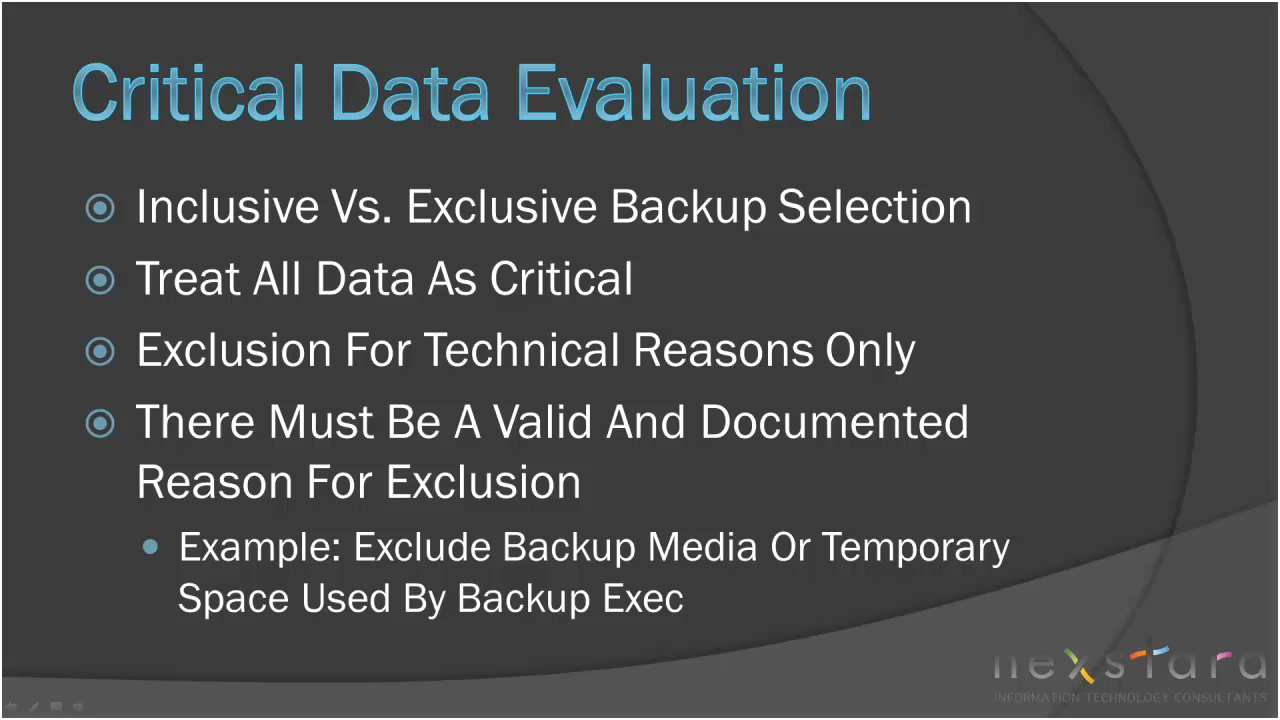 Critical Data Evaluation
Inclusive Vs. Exclusive Backup Selection
Treat All Data As Critical
Exclusion For Technical Reasons Only
There Must Be A Valid And Documented
Reason For Exclusion
Example: Exclude Backup Media Or Temporary
Space Used By Backup Exec
nexstara
INFORMATION TECHNOLOGY CONSULTANTS